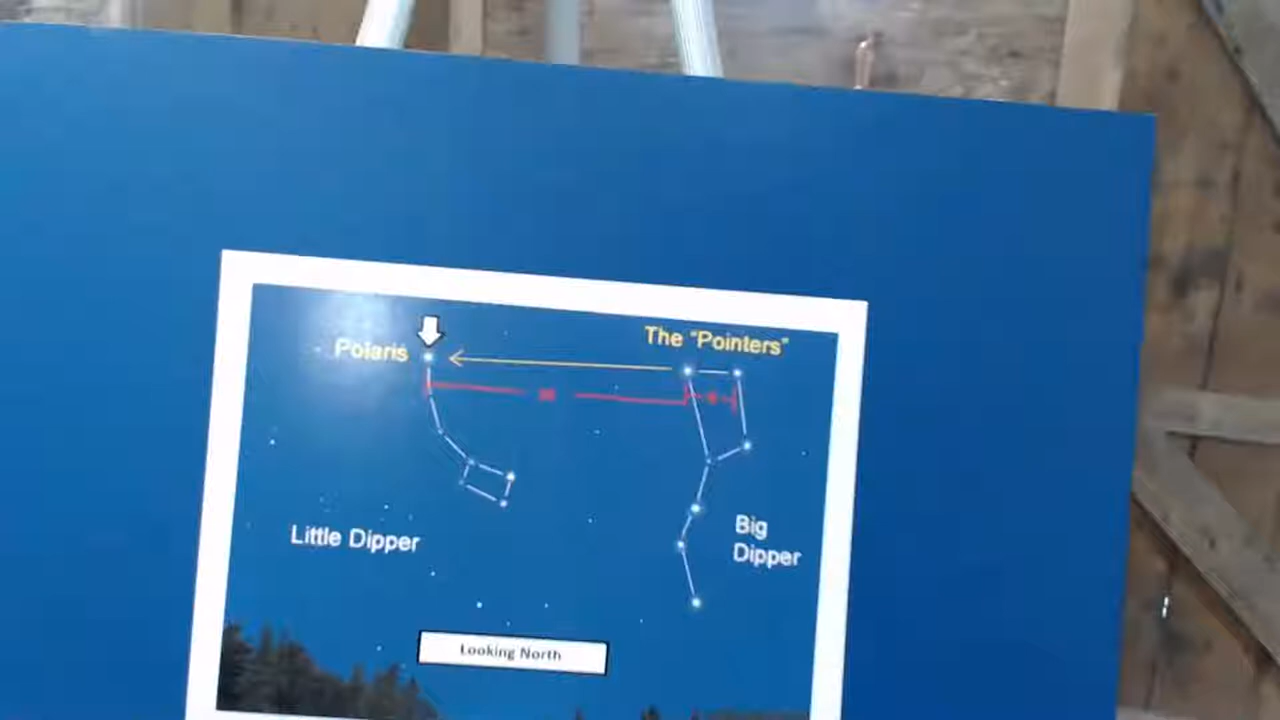 The "Pointers"
Polaris
Little Dipper
Big
Dipper
Looking North